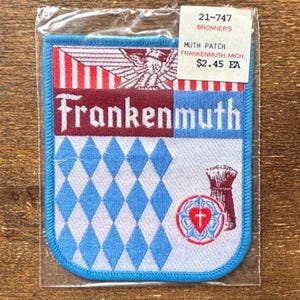 21-747
BRONNER'S
MUTH PATCH
FRANKENMUTH, MICH.
$2.45 EA
Frankenmuth